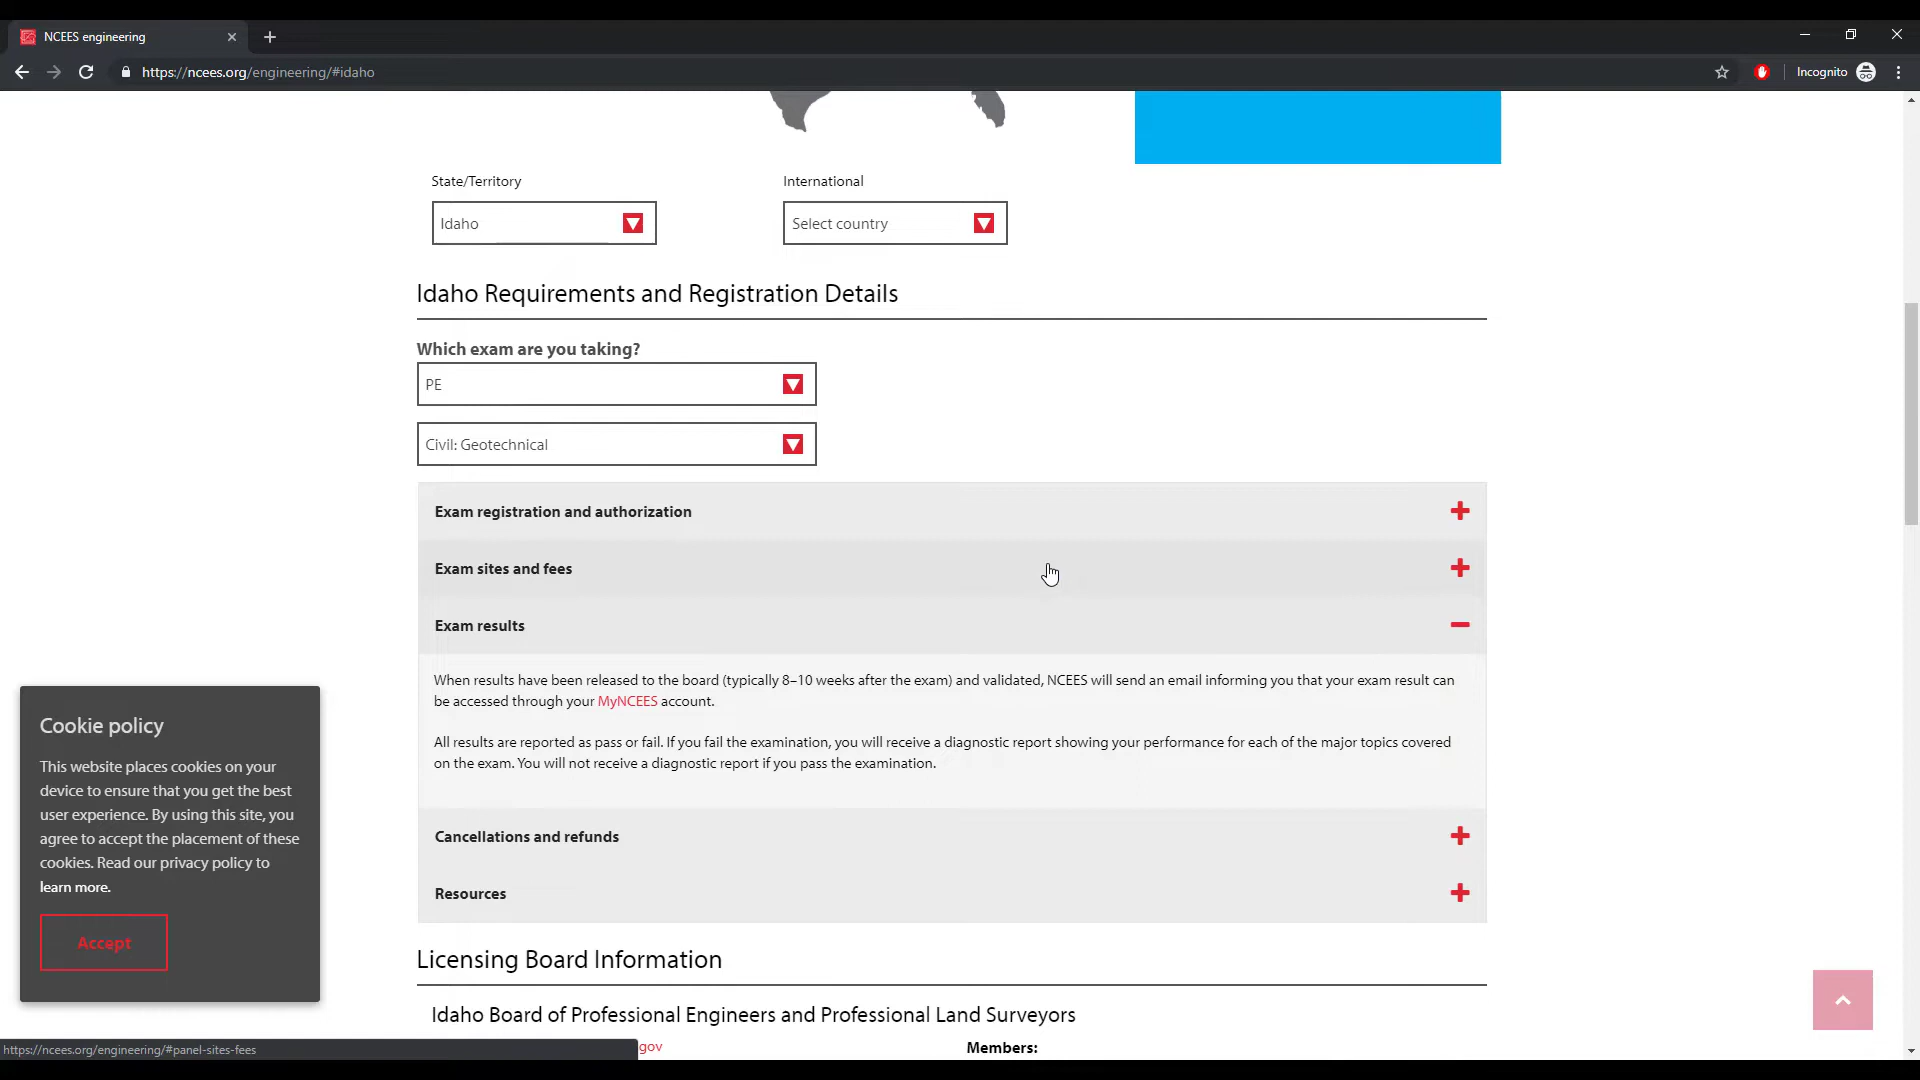 NCEES engineering
https://ncees.org/engineering/#idaho
Incognito
State/Territory
International
Idaho
Select country
Idaho Requirements and Registration Details
Which exam are you taking?
PE
Civil: Geotechnical
Exam registration and authorization
Exam sites and fees
Exam results
When results have been released to the board (typically 8–10 weeks after the exam) and validated, NCEES will send an email informing you that your exam result can
be accessed through your MyNCEES account.
All results are reported as pass or fail. If you fail the examination, you will receive a diagnostic report showing your performance for each of the major topics covered
on the exam. You will not receive a diagnostic report if you pass the examination.
Cancellations and refunds
Resources
Cookie policy
This website places cookies on your
device to ensure that you get the best
user experience. By using this site, you
agree to accept the placement of these
cookies. Read our privacy policy to
learn more.
Accept
Licensing Board Information
Idaho Board of Professional Engineers and Professional Land Surveyors
gov
Members:
https://ncees.org/engineering/#panel-sites-fees